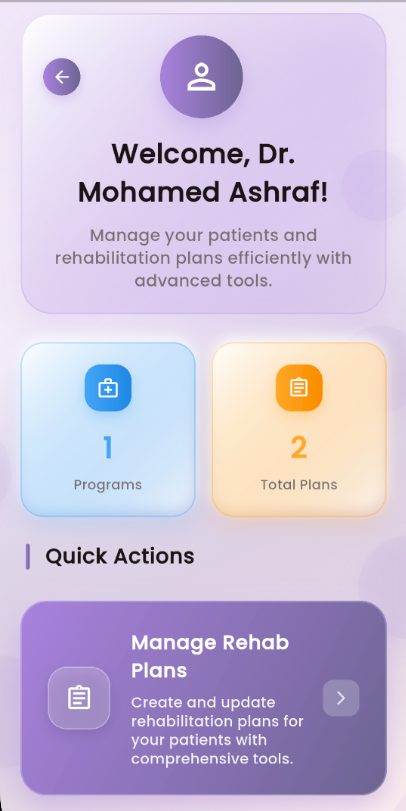 Welcome, Dr.
Mohamed Ashraf!
Manage your patients and
rehabilitation plans efficiently with
advanced tools.
1
Programs
2
Total Plans
Quick Actions
Manage Rehab
Plans
Create and update
rehabilitation plans for
your patients with
comprehensive tools.